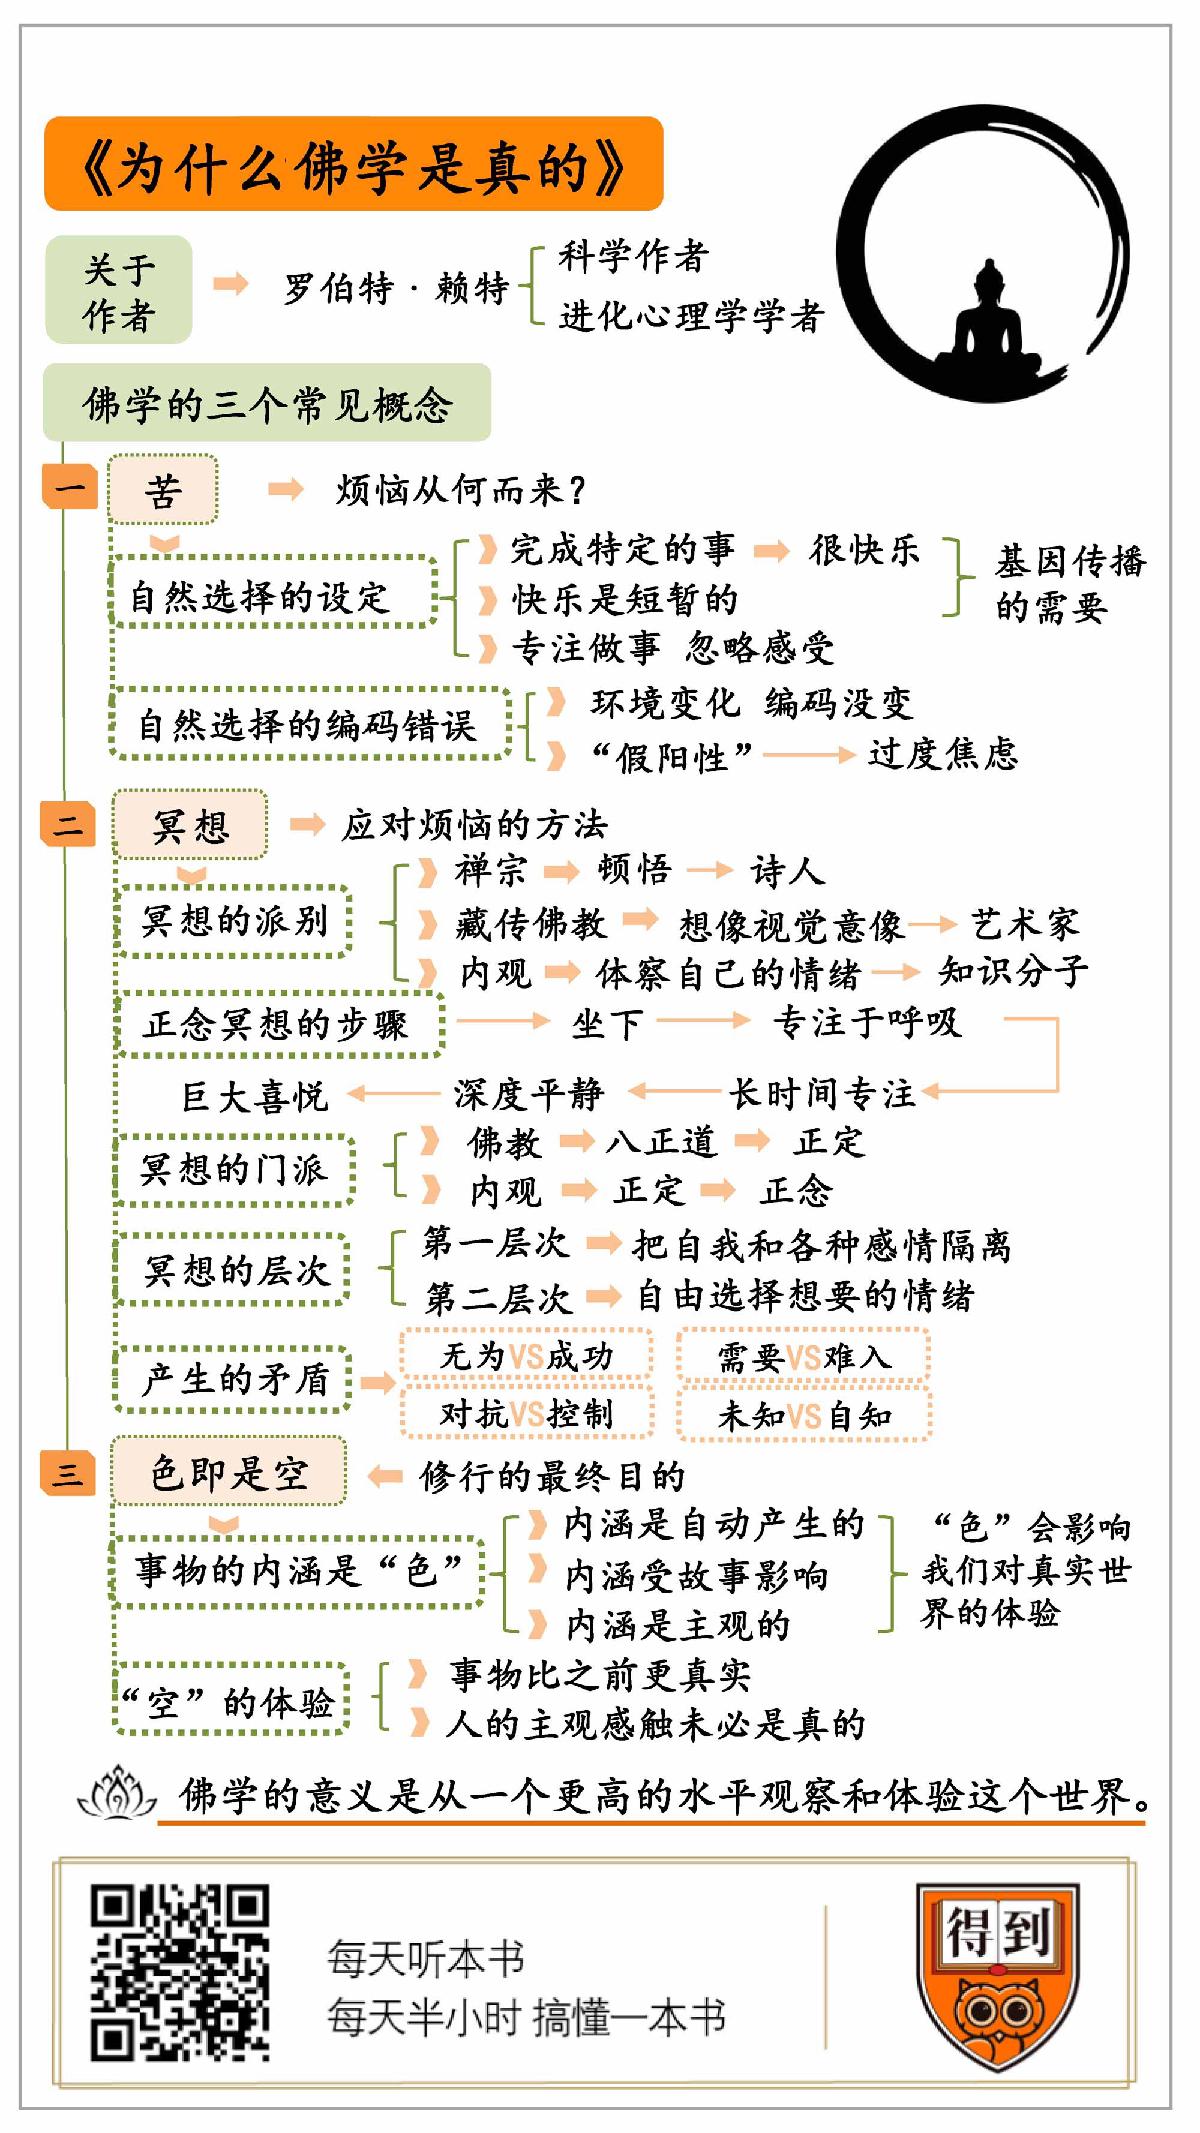 《为什么佛学是真的》
关于
作者
罗伯特·赖特
科学作者
进化心理学学者
佛学的三个常见概念
一
苦
烦恼从何而来？
自然选择的设定
完成特定的事
很快乐
快乐是短暂的
专注做事 忽略感受
基因传播
的需要
自然选择的编码错误
环境变化 编码没变
“假阳性”
过度焦虑
二
冥想
应对烦恼的方法
冥想的派别
禅宗
顿悟
诗人
藏传佛教
想像视觉意像
艺术家
内观
体察自己的情绪
知识分子
正念冥想的步骤
坐下
专注于呼吸
巨大喜悦
深度平静
长时间专注
冥想的门派
佛教
八正道
正定
内观
正定
正念
冥想的层次
第一层次
把自我和各种感情隔离
第二层次
自由选择想要的情绪
产生的矛盾
无为VS成功
需要VS难入
对抗VS控制
未知VS自知
三
色即是空
修行的最终目的
事物的内涵是“色”
内涵是自动产生的
内涵受故事影响
内涵是主观的
“色”会影响
我们对真实世
界的体验
“空”的体验
事物比之前更真实
人的主观感触未必是真的
佛学的意义是从一个更高的水平观察和体验这个世界。
每天听本书
每天半小时 搞懂一本书
得到